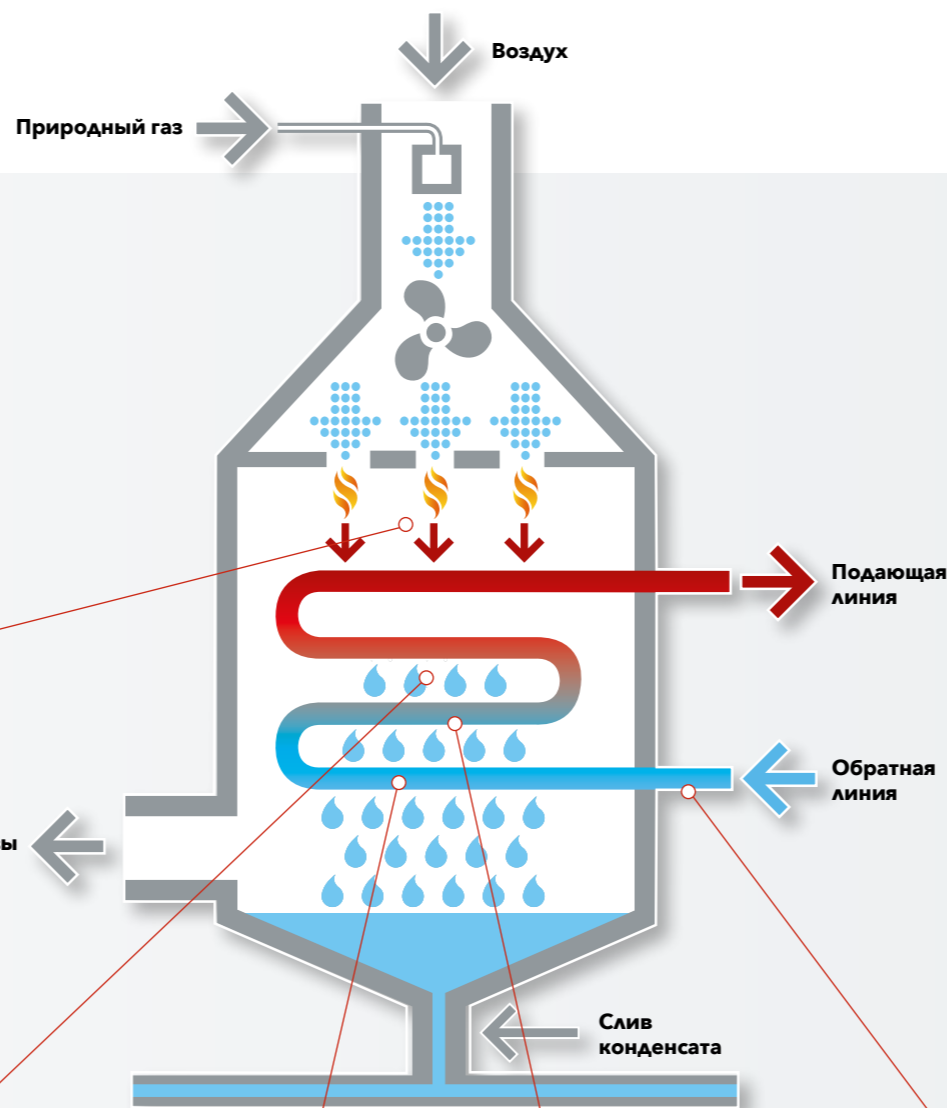 Воздух
Природный газ
Подающая
линия
Обратная
линия
Слив
конденсата